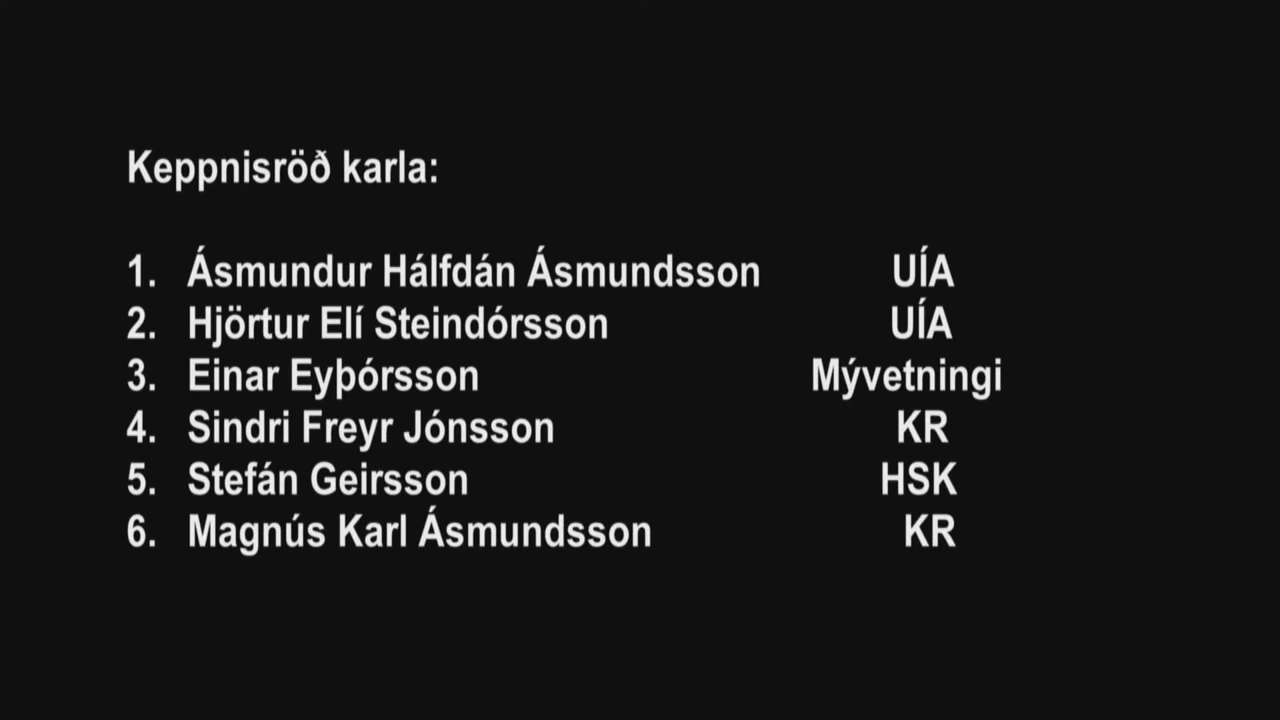 Keppnisröð karla:
1. Ásmundur Hálfdán Ásmundsson UÍA
2. Hjörtur Elí Steindórsson UÍA
3. Einar Eyþórsson Mývetningi
4. Sindri Freyr Jónsson KR
5. Stefán Geirsson HSK
6. Magnús Karl Ásmundsson KR